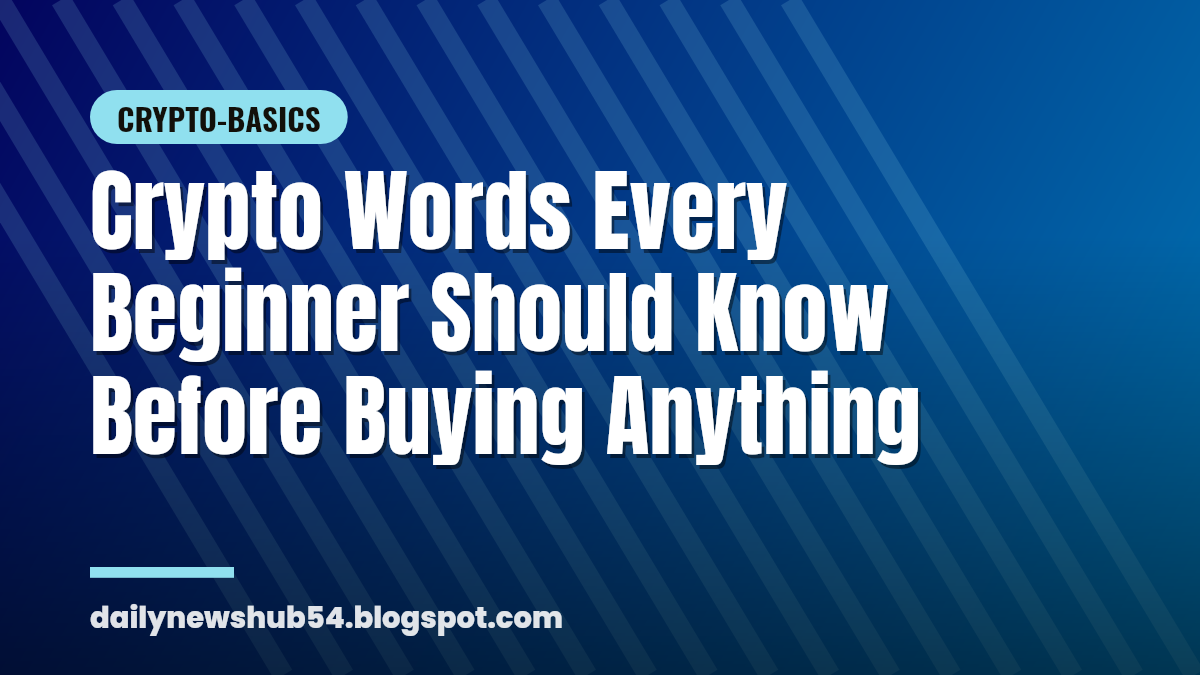 CRYPTO-BASICS
Crypto Words Every
Beginner Should Know
Before Buying Anything
dailynewshub54.blogspot.com